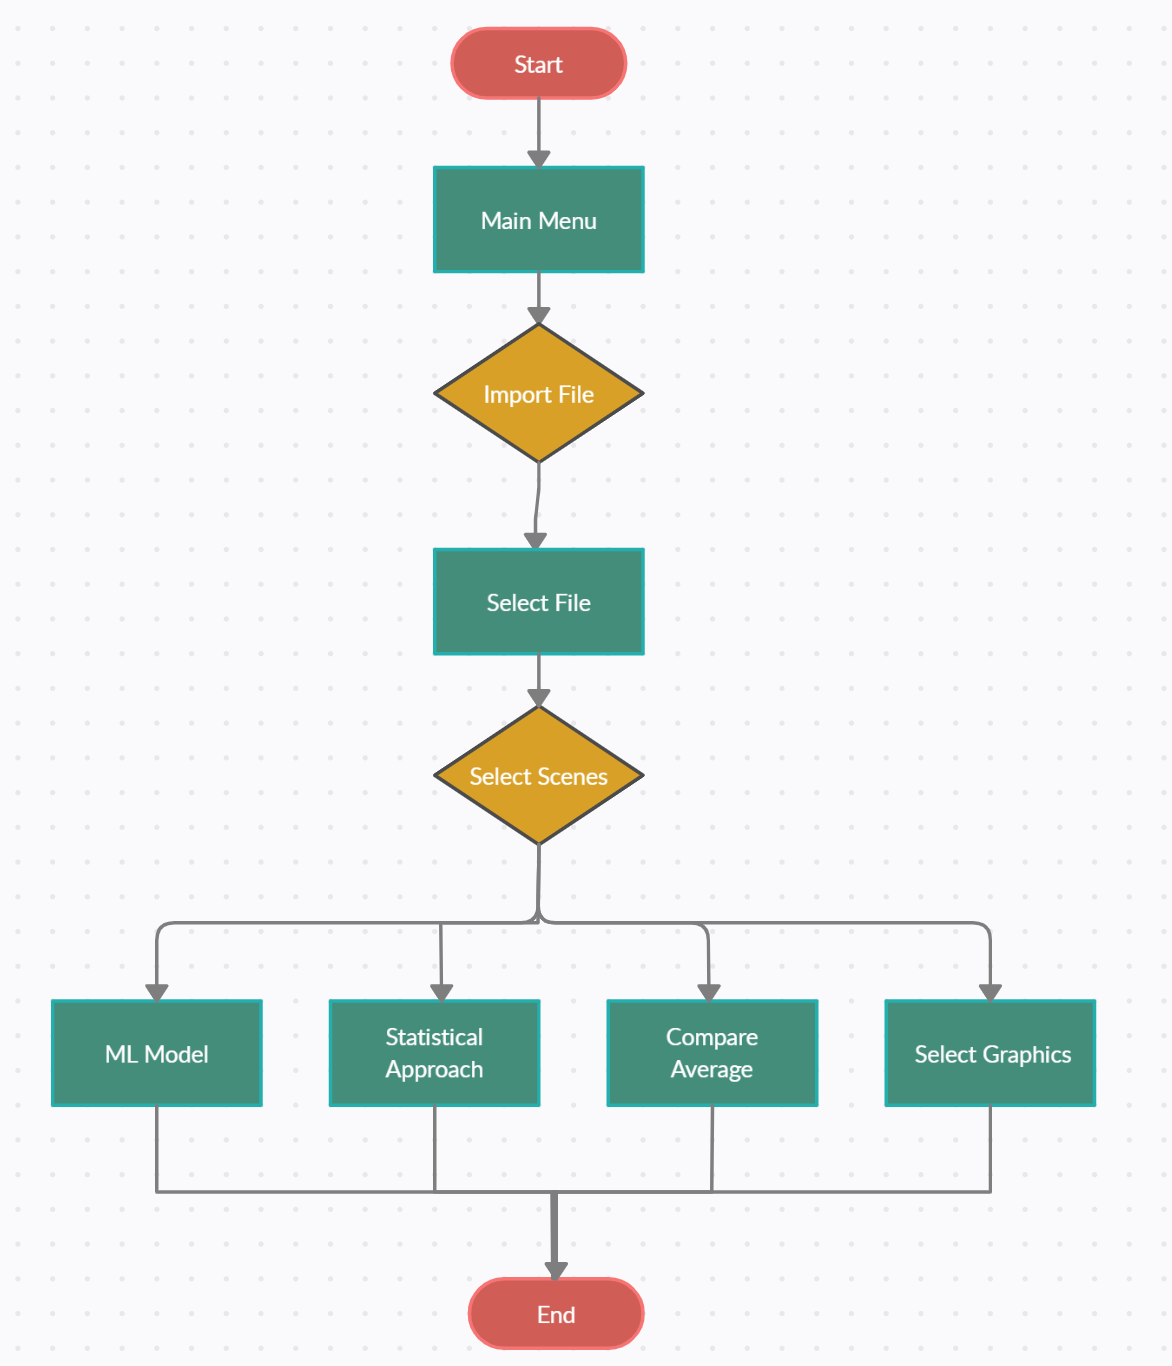 Start
Main Menu
Import File
Select File
Select Scenes
ML Model
Statistical
Approach
Compare
Average
Select Graphics
End